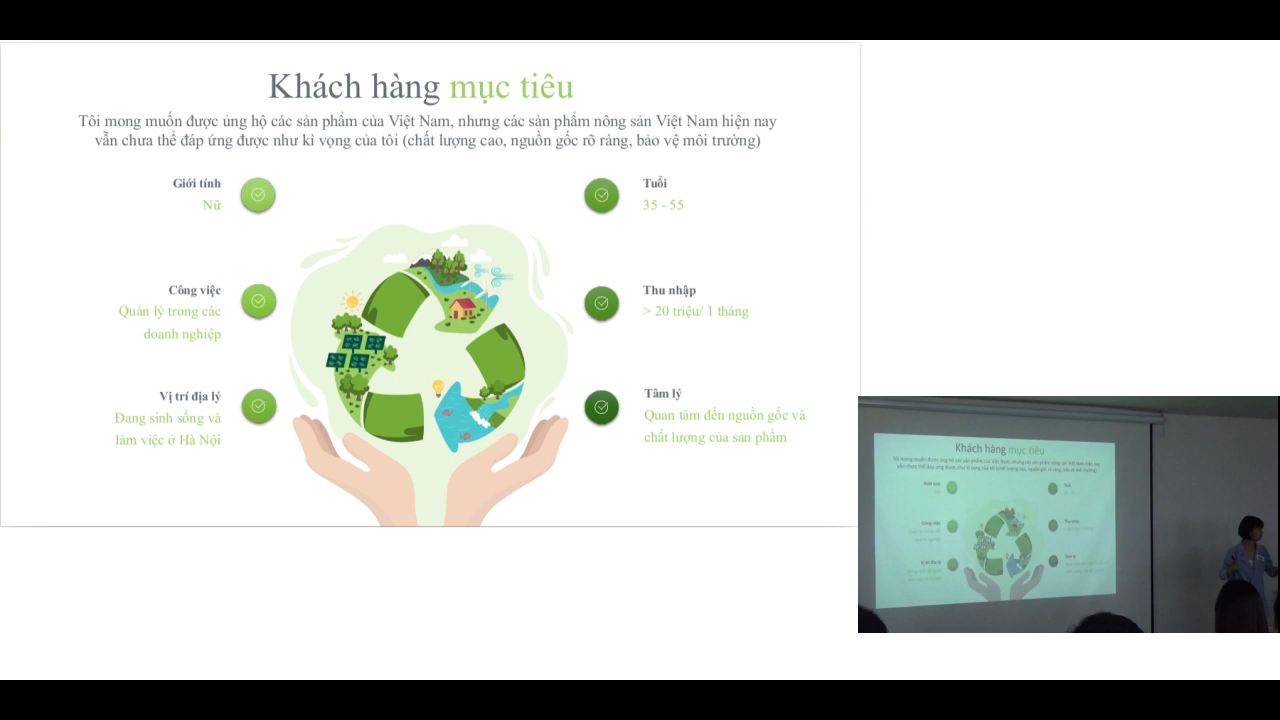 Khách hàng mục tiêu
Tôi mong muốn được ủng hộ các sản phẩm của Việt Nam, nhưng các sản phẩm nông sản Việt Nam hiện nay
vẫn chưa thể đáp ứng được như kì vọng của tôi (chất lượng cao, nguồn gốc rõ ràng, bảo vệ môi trường)
Giới tính
Nữ
Tuổi
35 - 55
Công việc
Quản lý trong các
doanh nghiệp
Thu nhập
> 20 triệu/ 1 tháng
Vị trí địa lý
Đang sinh sống và
làm việc ở Hà Nội
Tâm lý
Quan tâm đến nguồn gốc và
chất lượng của sản phẩm
Khách hàng mục tiêu